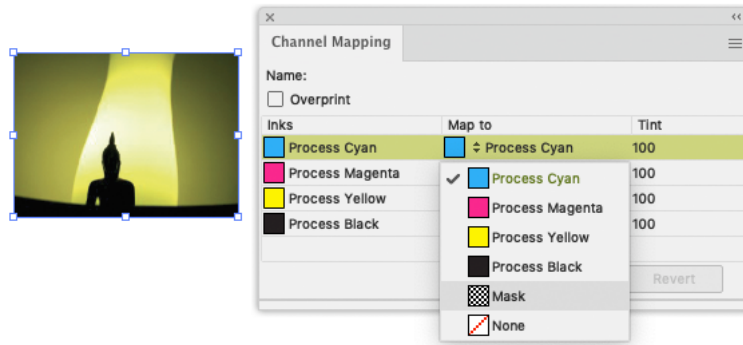 Channel Mapping
Name:
Overprint
Inks Map to Tint
Process Cyan Process Cyan 100
Process Magenta 100
Process Yellow 100
Process Black 100
Process Cyan
Process Magenta
Process Yellow
Process Black
Mask
None
Revert